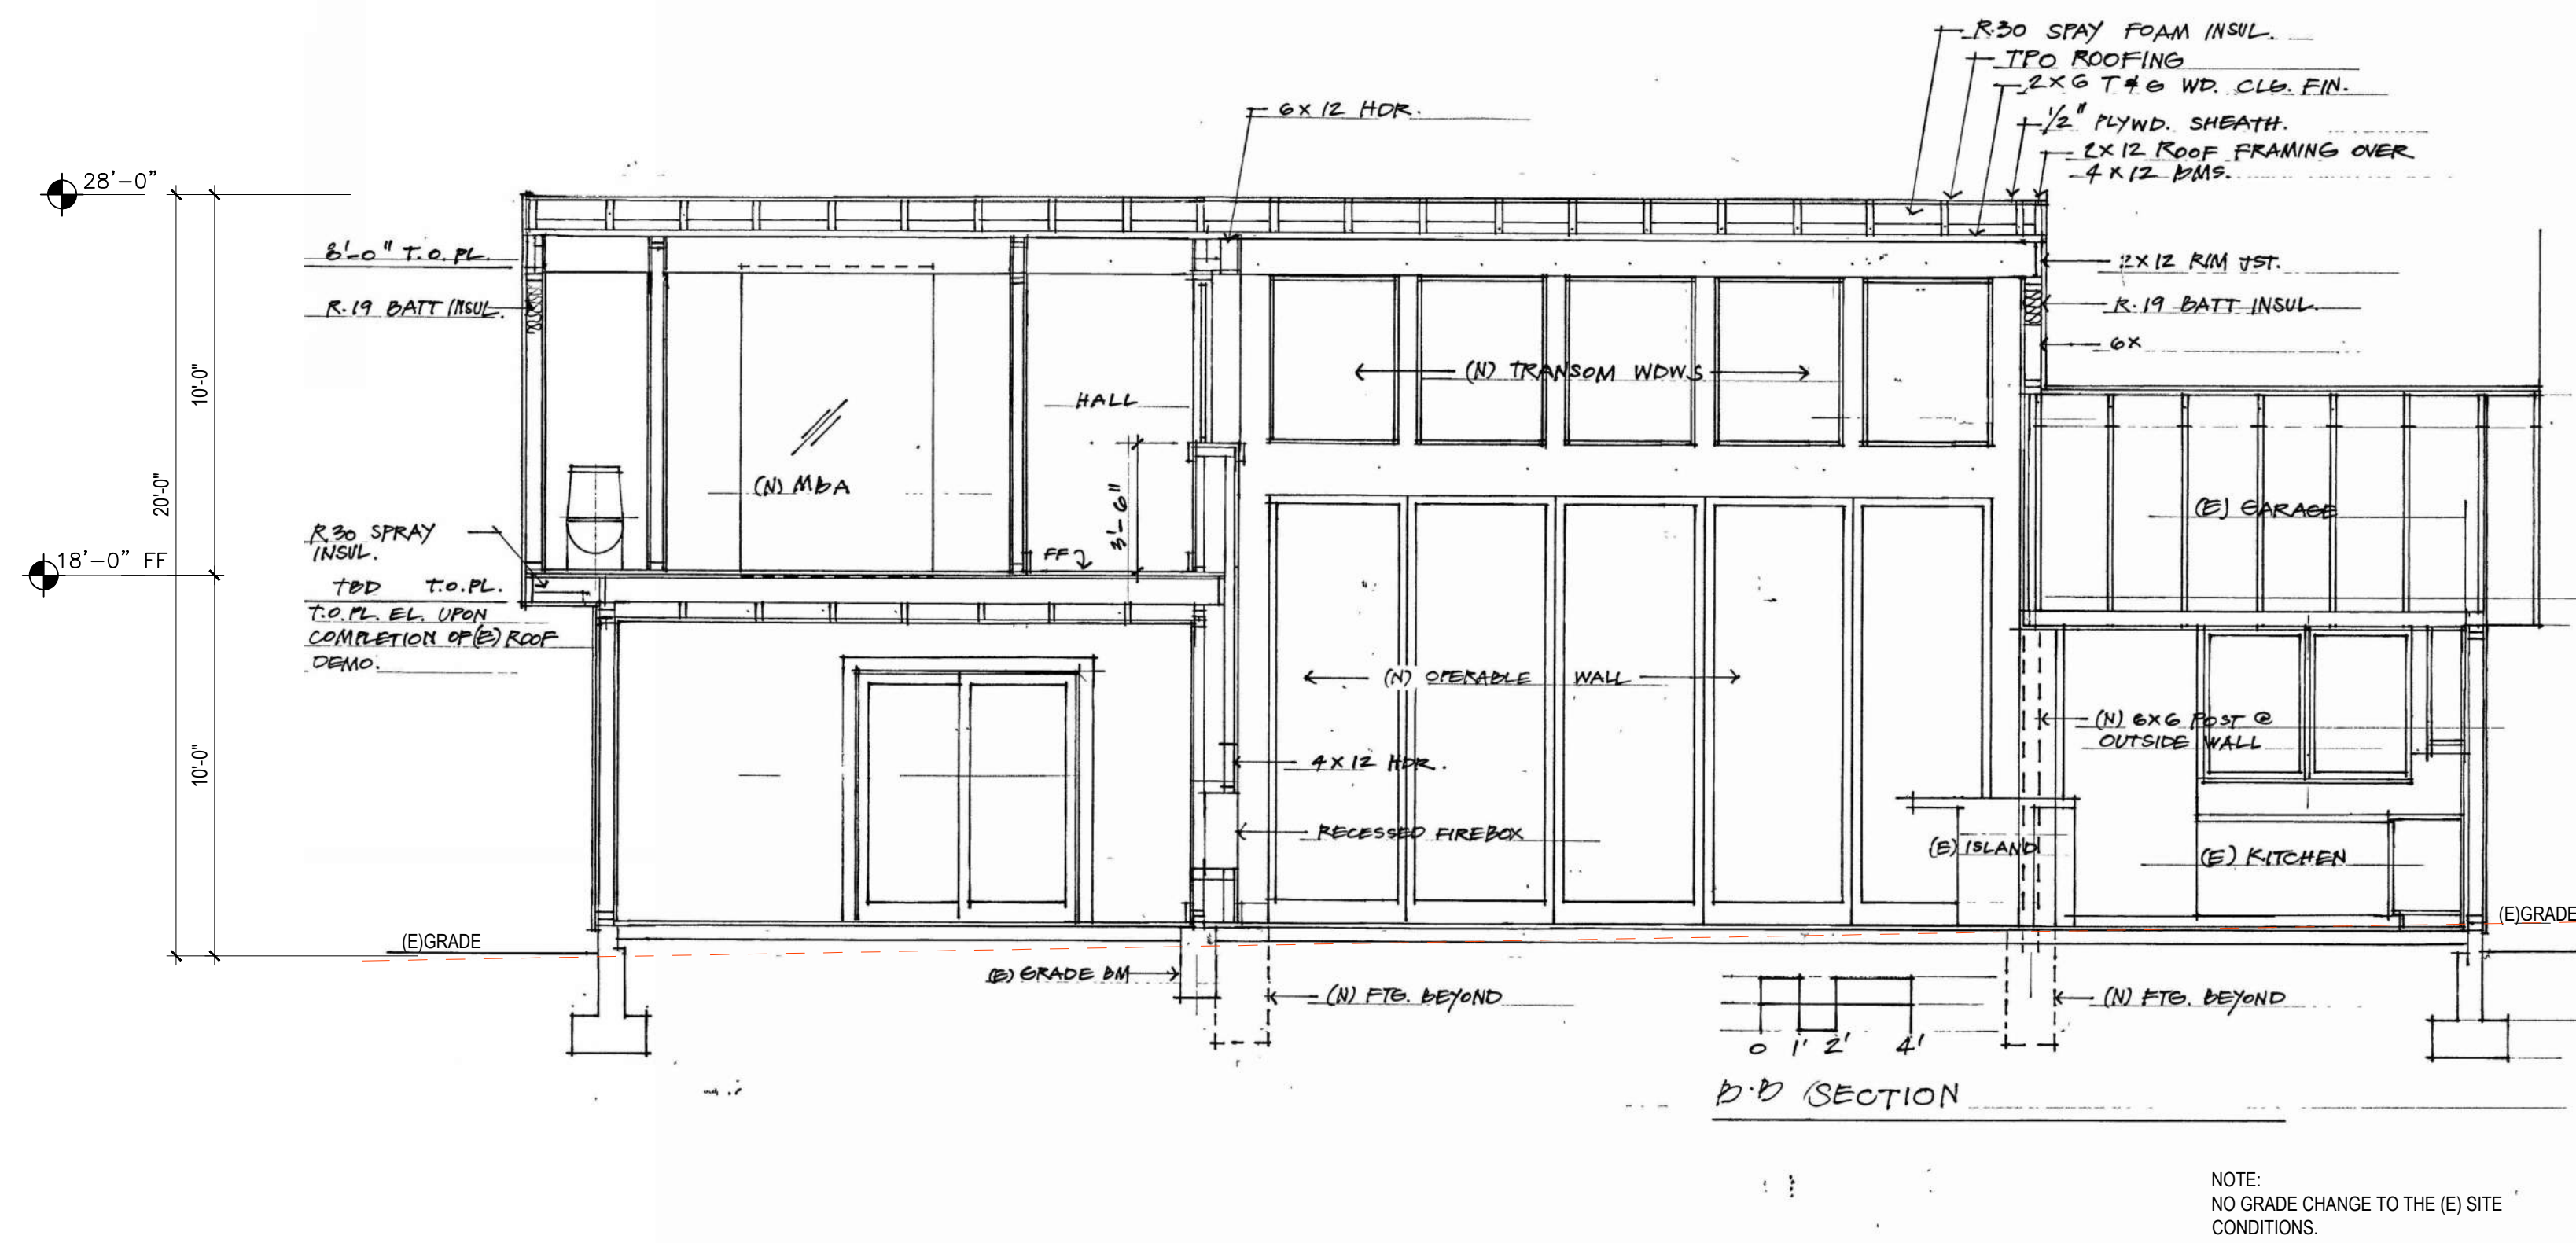 R.30 SPAY FOAM INSUL.
TPO ROOFING
2X6 T&G WD. CLG. FIN.
1/2" PLYWD. SHEATH.
2X12 ROOF FRAMING OVER
4X12 BMS.
6X12 HDR.
28'-0"
8'-0" T.O.PL.
R.19 BATT INSUL.
2X12 RIM JST.
R.19 BATT INSUL.
6X
(N) TRANSOM WDWS
HALL
10'-0"
20'-0"
(N) MBA
3'-6"
(E) GARAGE
R.30 SPRAY
INSUL.
FF
18'-0" FF
TBD T.O.PL.
T.O.PL. EL. UPON
COMPLETION OF (E) ROOF
DEMO.
(N) OPERABLE WALL
(N) 6X6 POST @
OUTSIDE WALL
10'-0"
4X12 HDR.
RECESSED FIREBOX
(E) ISLAND
(E) KITCHEN
(E)GRADE
(E)GRADE
(E) GRADE BM
(N) FTG. BEYOND
(N) FTG. BEYOND
0 1' 2' 4'
B·B SECTION
NOTE:
NO GRADE CHANGE TO THE (E) SITE
CONDITIONS.